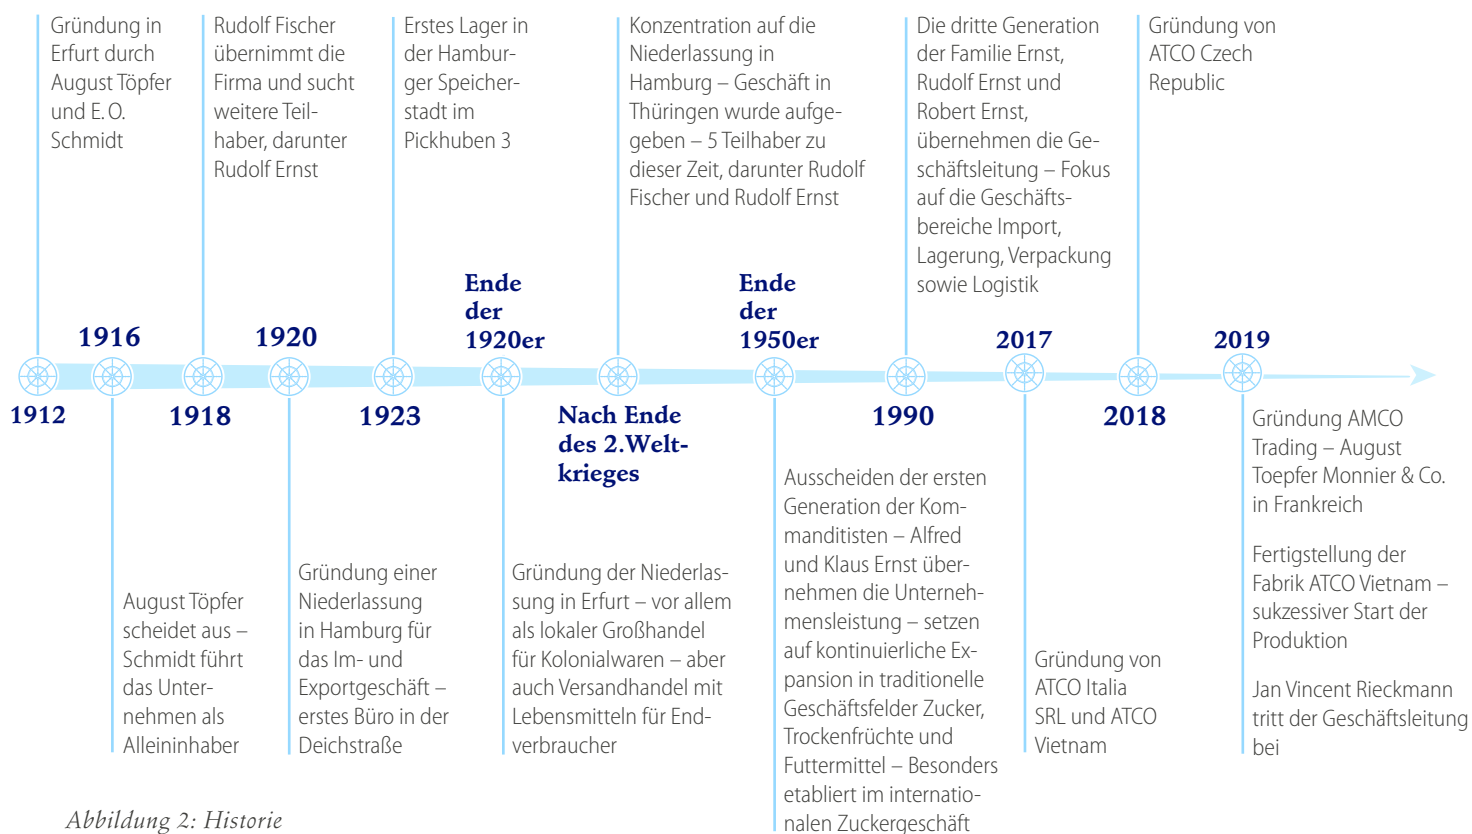 Gründung in
Erfurt durch
August Töpfer
und E. O.
Schmidt
1912
1916
August Töpfer
scheidet aus –
Schmidt führt
das Unter-
nehmen als
Alleininhaber
Rudolf Fischer
übernimmt die
Firma und sucht
weitere Teil-
haber, darunter
Rudolf Ernst
1918
1920
Gründung einer
Niederlassung
in Hamburg für
das Im- und
Exportgeschäft –
erstes Büro in der
Deichstraße
Erstes Lager in
der Hambur-
ger Speicher-
stadt im
Pickhuben 3
1923
Ende
der
1920er
Gründung der Niederlas-
sung in Erfurt – vor allem
als lokaler Großhandel
für Kolonialwaren – aber
auch Versandhandel mit
Lebensmitteln für End-
verbraucher
Konzentration auf die
Niederlassung in
Hamburg – Geschäft in
Thüringen wurde aufge-
geben – 5 Teilhaber zu
dieser Zeit, darunter Rudolf
Fischer und Rudolf Ernst
Nach Ende
des 2.Welt-
krieges
Ende
der
1950er
Ausscheiden der ersten
Generation der Kom-
manditisten – Alfred
und Klaus Ernst über-
nehmen die Unterneh-
mensleistung – setzen
auf kontinuierliche Ex-
pansion in traditionelle
Geschäftsfelder Zucker,
Trockenfrüchte und
Futtermittel – Besonders
etabliert im internatio-
nalen Zuckergeschäft
Die dritte Generation
der Familie Ernst,
Rudolf Ernst und
Robert Ernst,
übernehmen die Ge-
schäftsleitung – Fokus
auf die Geschäfts-
bereiche Import,
Lagerung, Verpackung
sowie Logistik
1990
2017
Gründung von
ATCO Italia
SRL und ATCO
Vietnam
Gründung von
ATCO Czech
Republic
2018
2019
Gründung AMCO
Trading – August
Toepfer Monnier & Co.
in Frankreich
Fertigstellung der
Fabrik ATCO Vietnam –
sukzessiver Start der
Produktion
Jan Vincent Rieckmann
tritt der Geschäftsleitung
bei
Abbildung 2: Historie